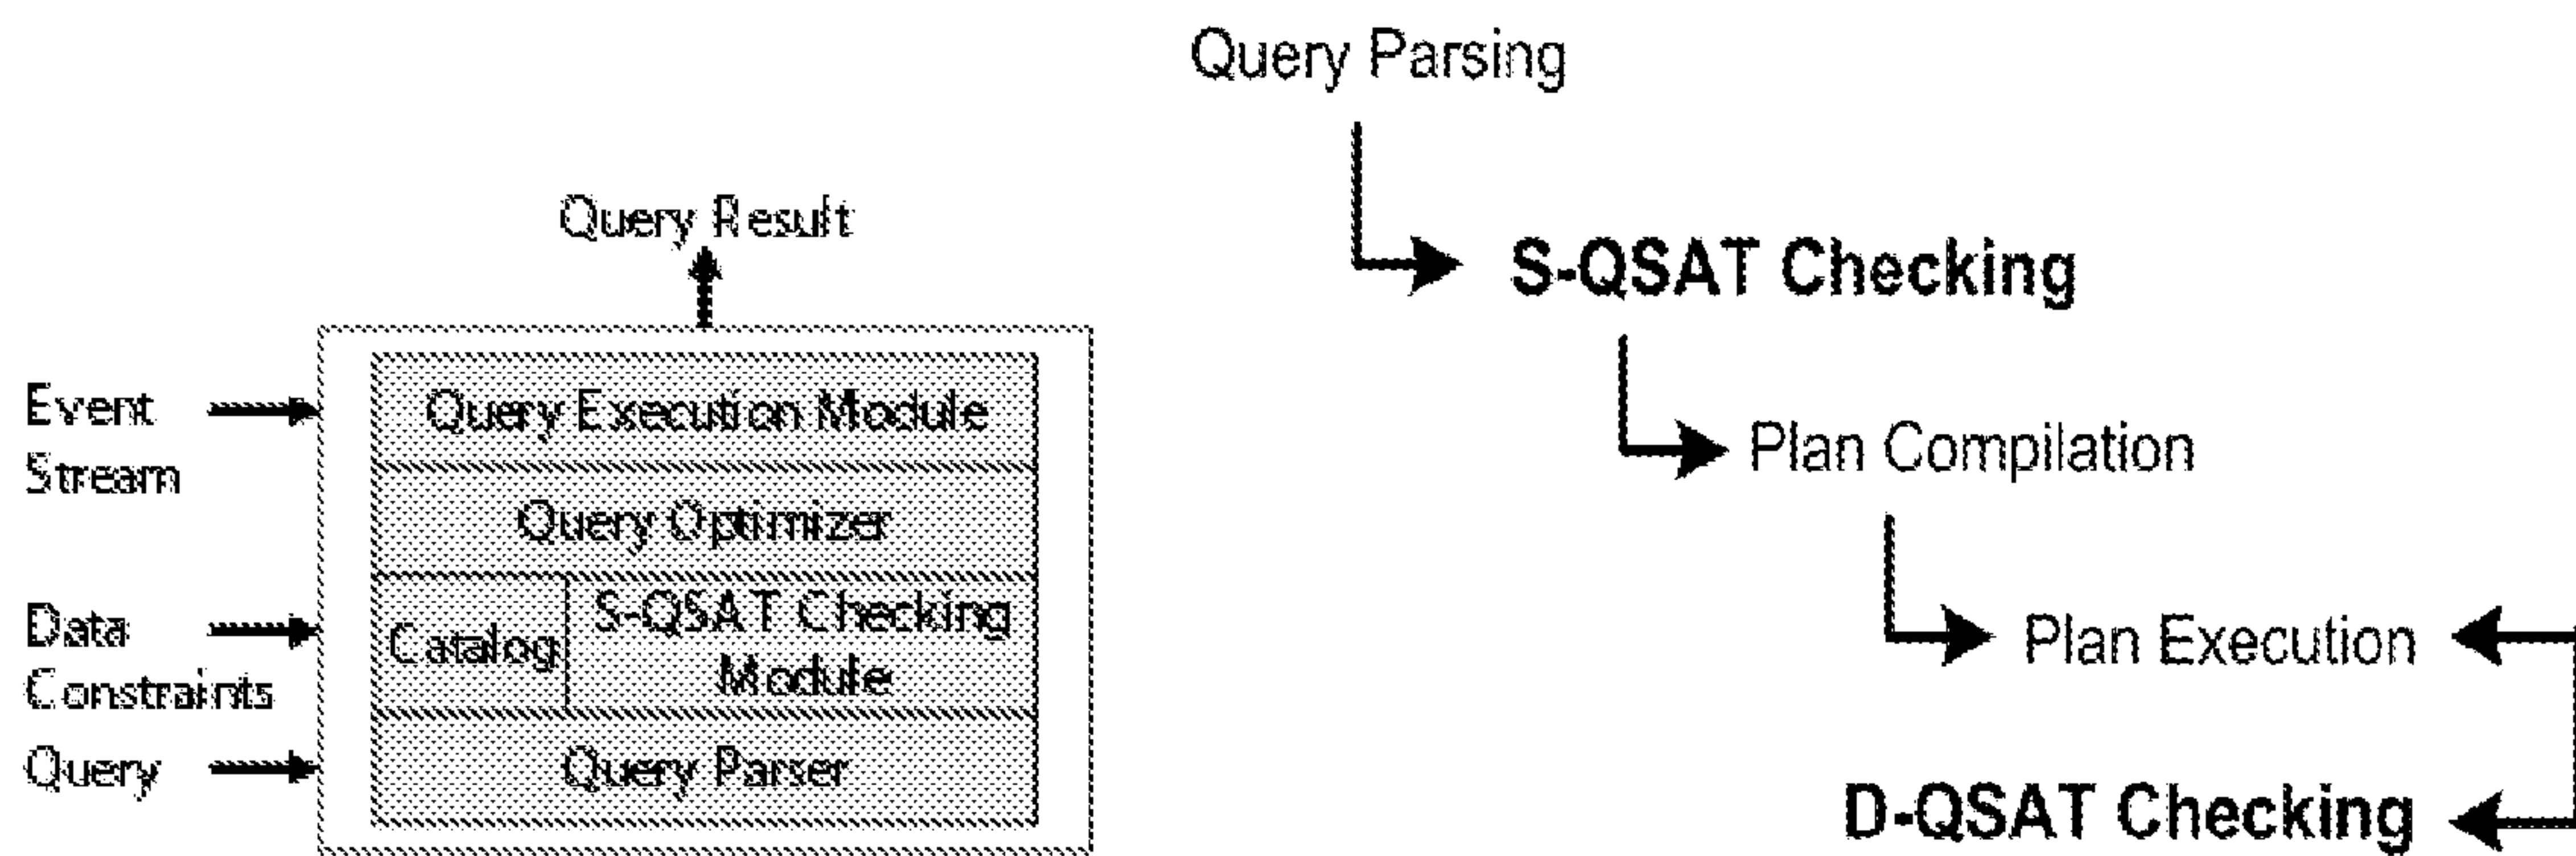 Query Result
Event
Stream
Data
Constraints
Query
Query Execution Module
Query Optimizer
Catalog
S-QSAT Checking
Module
Query Parser
Query Parsing
S-QSAT Checking
Plan Compilation
Plan Execution
D-QSAT Checking